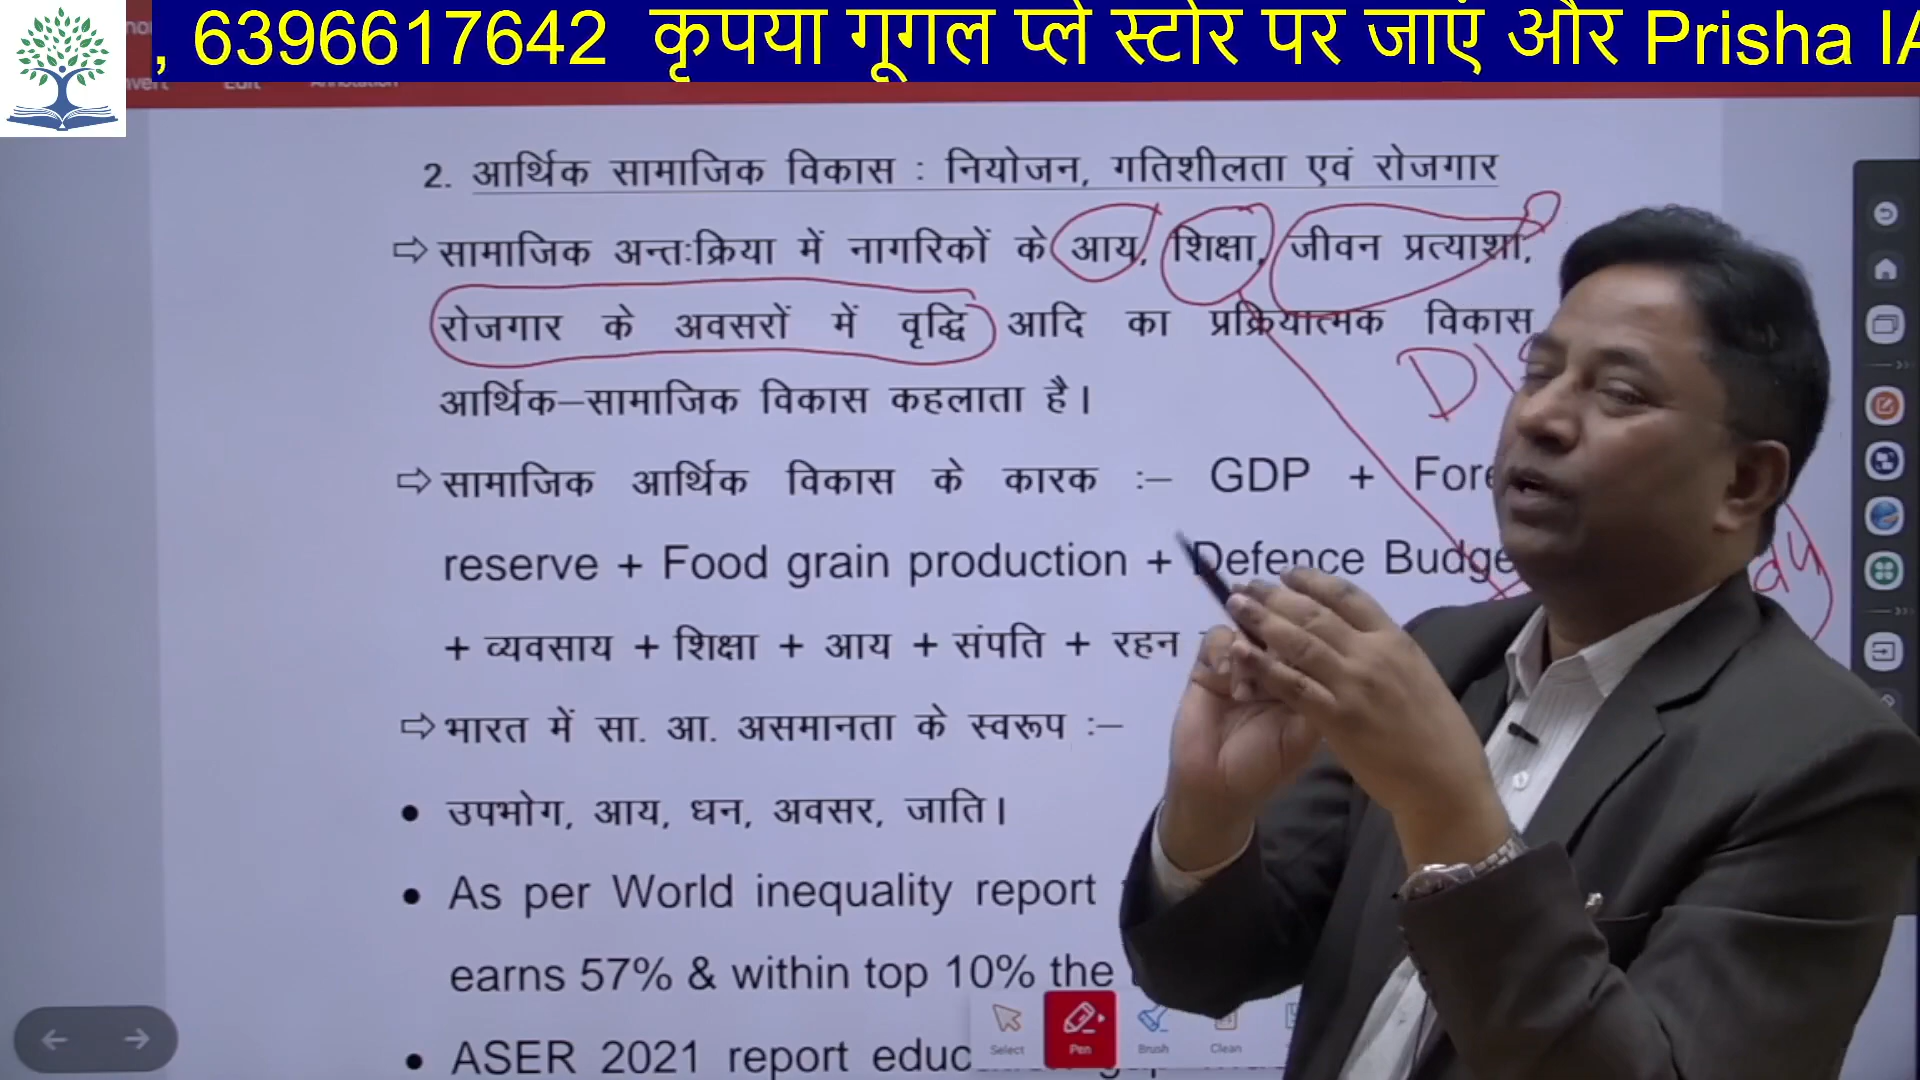 , 6396617642 कृपया गूगल प्ले स्टोर पर जाएं और Prisha
Edit Annotation
2. आर्थिक सामाजिक विकास : नियोजन, गतिशीलता एवं रोजगार
⇨ सामाजिक अन्तःक्रिया में नागरिकों के आय, शिक्षा, जीवन प्रत्याशा,
रोजगार के अवसरों में वृद्धि आदि का प्रक्रियात्मक विकास
आर्थिक–सामाजिक विकास कहलाता है।
⇨ सामाजिक आर्थिक विकास के कारक :– GDP +
reserve + Food grain production + Defence
+ व्यवसाय + शिक्षा + आय + संपति + रहन
⇨ भारत में सा. आ. असमानता के स्वरूप :–
• उपभोग, आय, धन, अवसर, जाति।
• As per World inequality report
earns 57% & within top 10% the
• ASER 2021 report
Select Pen Brush Clean